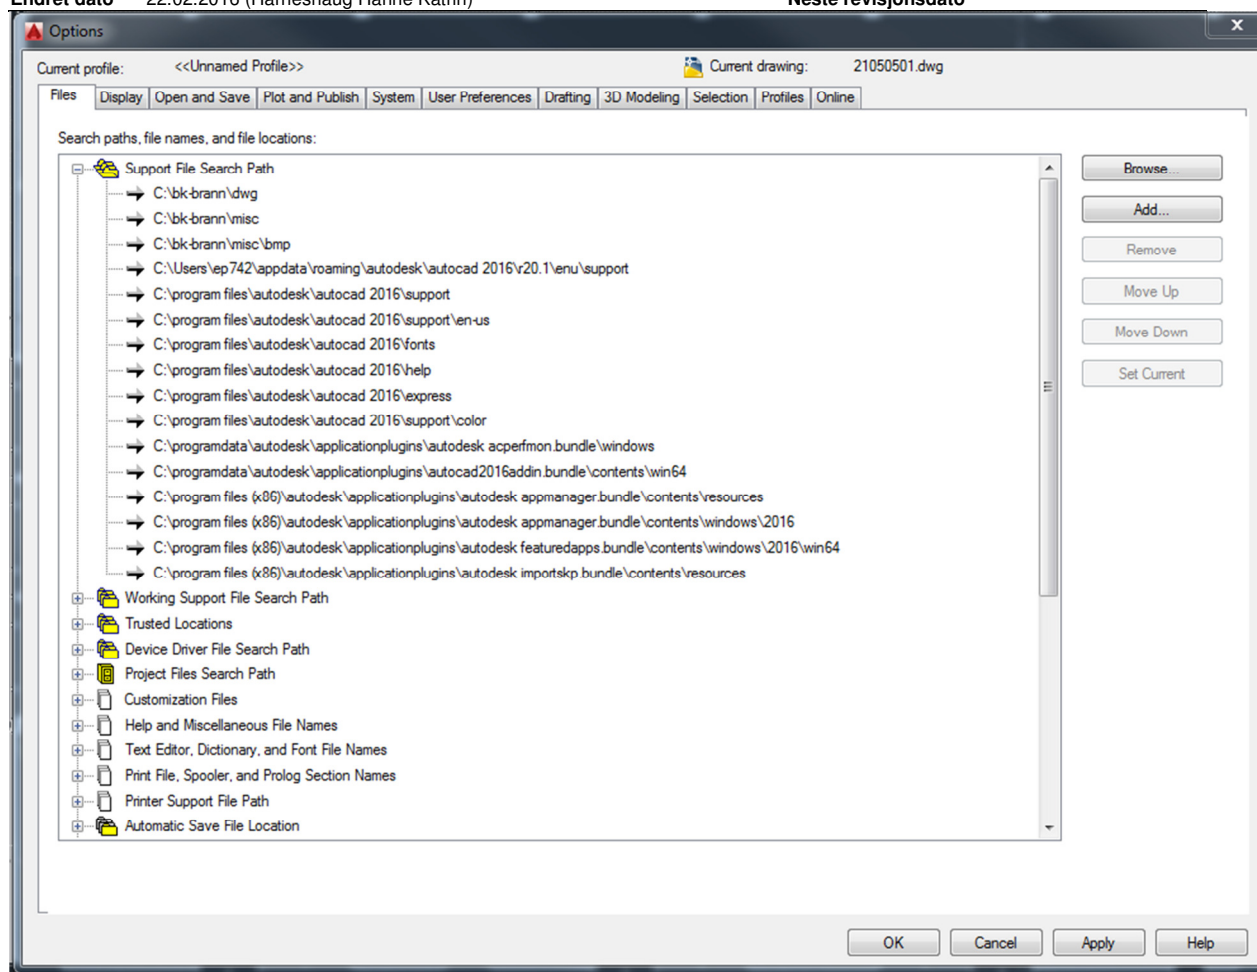 Endret dato 22.02.2016 (Harneshaug Hanne Katrin) Neste revisjonsdato
Options
Current profile: <<Unnamed Profile>> Current drawing: 21050501.dwg
Files Display Open and Save Plot and Publish System User Preferences Drafting 3D Modeling Selection Profiles Online
Search paths, file names, and file locations:
Support File Search Path
C:\bk-brann\dwg
C:\bk-brann\misc
C:\bk-brann\misc\bmp
C:\Users\ep742\appdata\roaming\autodesk\autocad 2016\r20.1\enu\support
C:\program files\autodesk\autocad 2016\support
C:\program files\autodesk\autocad 2016\support\en-us
C:\program files\autodesk\autocad 2016\fonts
C:\program files\autodesk\autocad 2016\help
C:\program files\autodesk\autocad 2016\express
C:\program files\autodesk\autocad 2016\support\color
C:\programdata\autodesk\applicationplugins\autodesk acperfmon.bundle\windows
C:\programdata\autodesk\applicationplugins\autocad2016addin.bundle\contents\win64
C:\program files (x86)\autodesk\applicationplugins\autodesk appmanager.bundle\contents\resources
C:\program files (x86)\autodesk\applicationplugins\autodesk appmanager.bundle\contents\windows\2016
C:\program files (x86)\autodesk\applicationplugins\autodesk featuredapps.bundle\contents\windows\2016\win64
C:\program files (x86)\autodesk\applicationplugins\autodesk importskp.bundle\contents\resources
Working Support File Search Path
Trusted Locations
Device Driver File Search Path
Project Files Search Path
Customization Files
Help and Miscellaneous File Names
Text Editor, Dictionary, and Font File Names
Print File, Spooler, and Prolog Section Names
Printer Support File Path
Automatic Save File Location
Browse...
Add...
Remove
Move Up
Move Down
Set Current
OK Cancel Apply Help